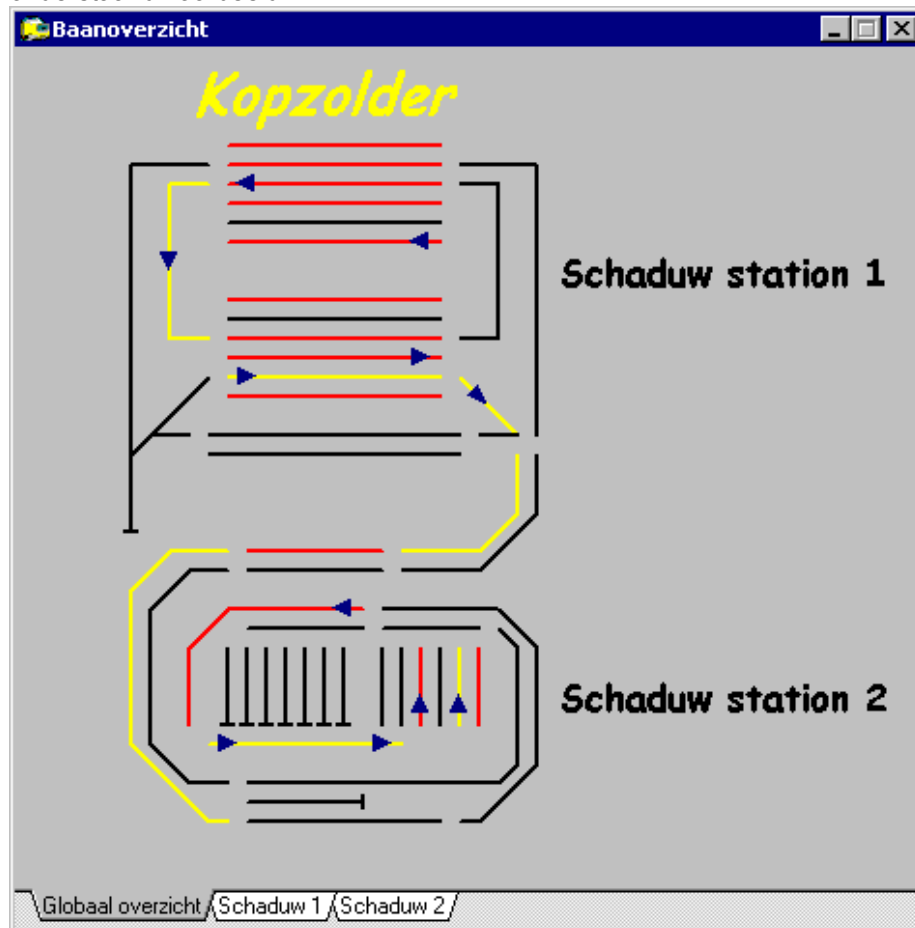 Baanoverzicht
Kopzolder
Schaduw station 1
Schaduw station 2
Globaal overzicht
Schaduw 1
Schaduw 2